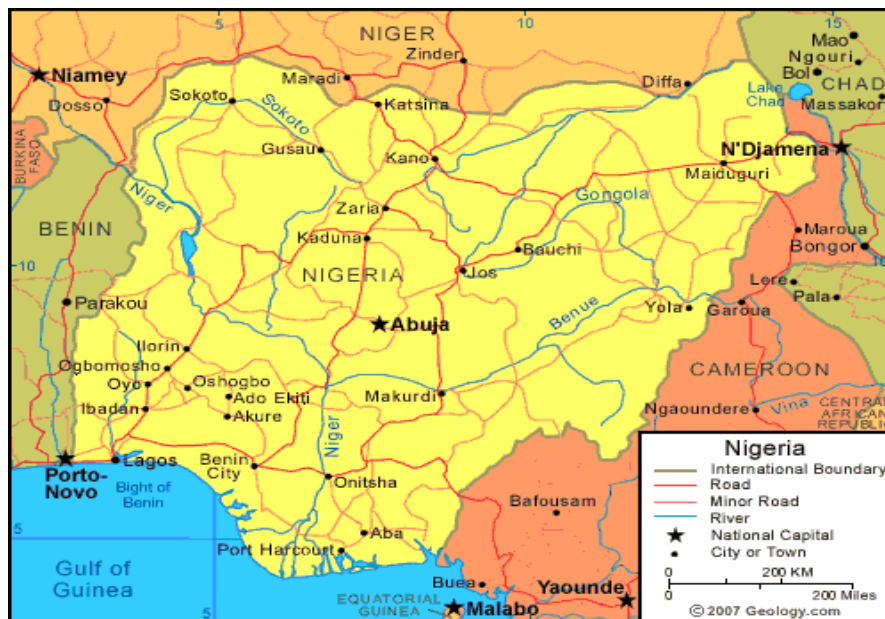 5
10
15
NIGER
Zinder
Mao
Ngouri
Niamey
Maradi
Diffa
Bol
CHAD
Dosso
Sokoto
Sokoto
Katsina
Lake
Chad
Massakor
BURKINA
FASO
Gusau
Kano
N'Djamena
Maiduguri
Niger
Gongola
Zaria
BENIN
Kaduna
Bauchi
Maroua
Bongor
10
NIGERIA
Jos
10
Lere
Pala
Parakou
Benue
Yola
Garoua
Abuja
Ilorin
Ogbomosho
Oyo
Oshogbo
Ado Ekiti
Makurdi
CAMEROON
Ibadan
Akure
Ngaoundere
Vina
CENTRAL
AFRICAN
REPUBLIC
Niger
Lagos
Benin
City
Porto-
Novo
Onitsha
Bight of
Benin
Bafousam
5
Aba
Port Harcourt
Gulf of
Guinea
Buea
Yaounde
EQUATORIAL
GUINEA
Malabo
5
Nigeria
International Boundary
Road
Minor Road
River
National Capital
City or Town
0 200 KM
0 200 Miles
© 2007 Geology.com